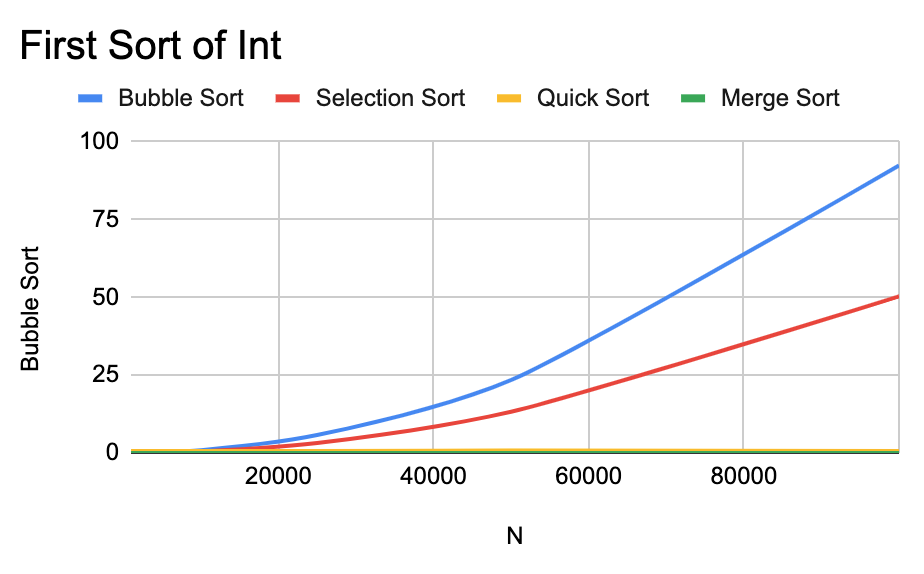 First Sort of Int
Bubble Sort Selection Sort Quick Sort Merge Sort
100
75
50
25
0
Bubble Sort
20000 40000 60000 80000
N